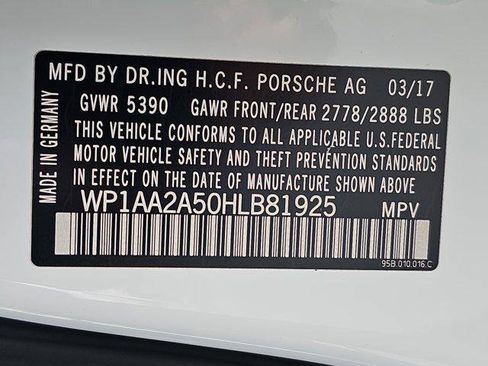 MFD BY DR.ING H.C.F. PORSCHE AG 03/17
GVWR 5390 GAWR FRONT/REAR 2778/2888 LBS
THIS VEHICLE CONFORMS TO ALL APPLICABLE U.S.FEDERAL
MOTOR VEHICLE SAFETY AND THEFT PREVENTION STANDARDS
IN EFFECT ON THE DATE OF MANUFACTURE SHOWN ABOVE
WP1AA2A50HLB81925 MPV
95B.010.016.C
MADE IN GERMANY